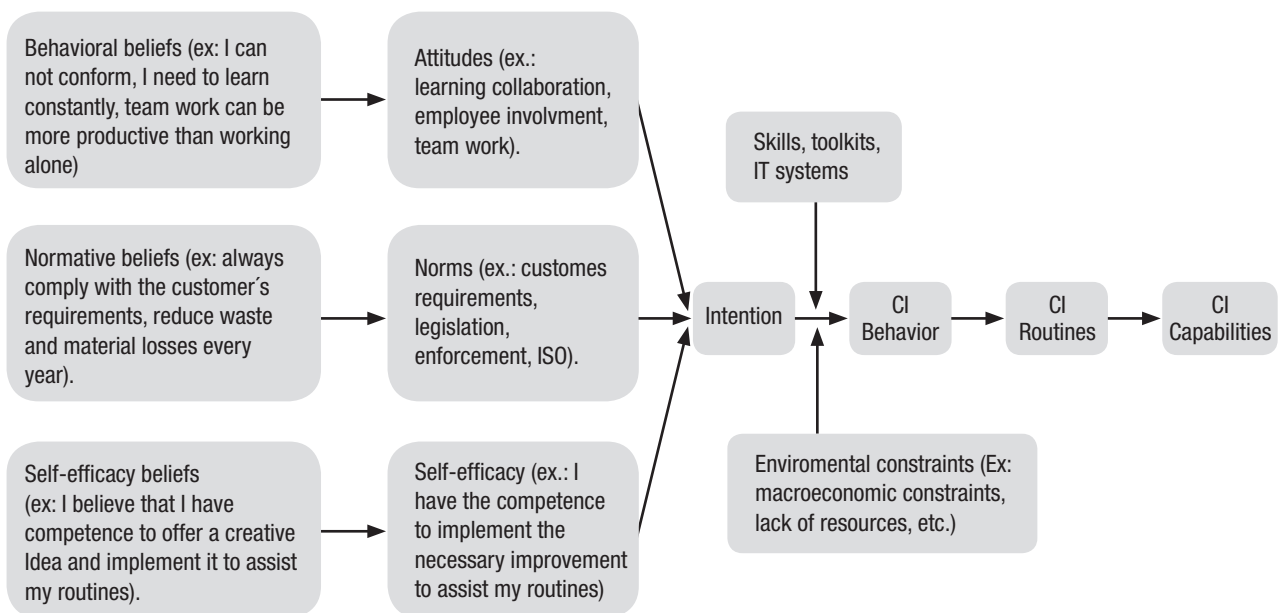 Behavioral beliefs (ex: I can
not conform, I need to learn
constantly, team work can be
more productive than working
alone)
Attitudes (ex.:
learning collaboration,
employee involvment,
team work).
Skills, toolkits,
IT systems
Normative beliefs (ex: always
comply with the customer´s
requirements, reduce waste
and material losses every
year).
Norms (ex.: customes
requirements,
legislation,
enforcement, ISO).
Intention
CI
Behavior
CI
Routines
CI
Capabilities
Self-efficacy beliefs
(ex: I believe that I have
competence to offer a creative
Idea and implement it to assist
my routines).
Self-efficacy (ex.: I
have the competence
to implement the
necessary improvement
to assist my routines)
Enviromental constraints (Ex:
macroeconomic constraints,
lack of resources, etc.)